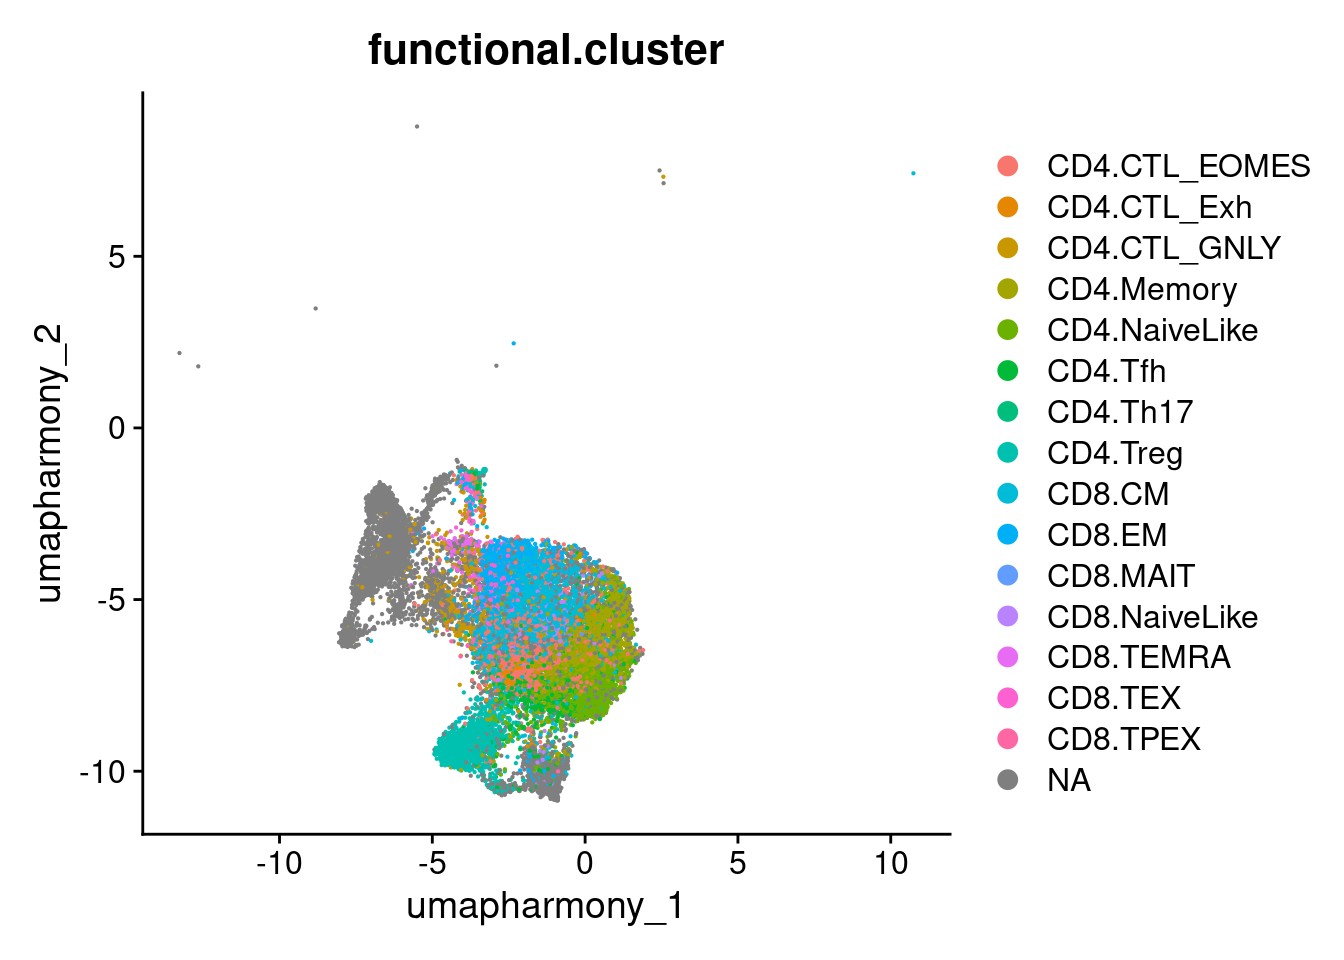 functional.cluster
umapharmony_2
5
0
-5
-10
-10
-5
0
5
10
umapharmony_1
CD4.CTL_EOMES
CD4.CTL_Exh
CD4.CTL_GNLY
CD4.Memory
CD4.NaiveLike
CD4.Tfh
CD4.Th17
CD4.Treg
CD8.CM
CD8.EM
CD8.MAIT
CD8.NaiveLike
CD8.TEMRA
CD8.TEX
CD8.TPEX
NA